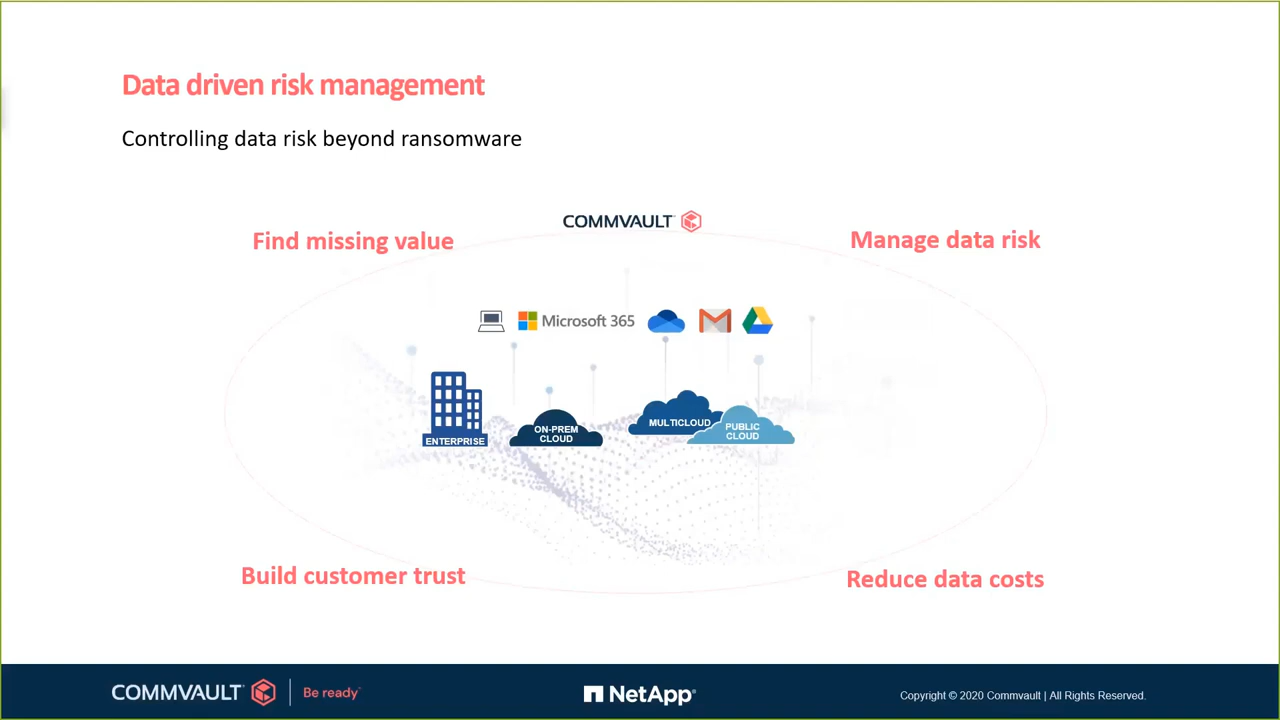 Data driven risk management
Controlling data risk beyond ransomware
COMMVAULT
Find missing value
Manage data risk
Microsoft 365
ENTERPRISE
ON-PREM
CLOUD
MULTICLOUD
PUBLIC
CLOUD
Build customer trust
Reduce data costs
COMMVAULT
Be ready
NetApp®
Copyright © 2020 Commvault | All Rights Reserved.